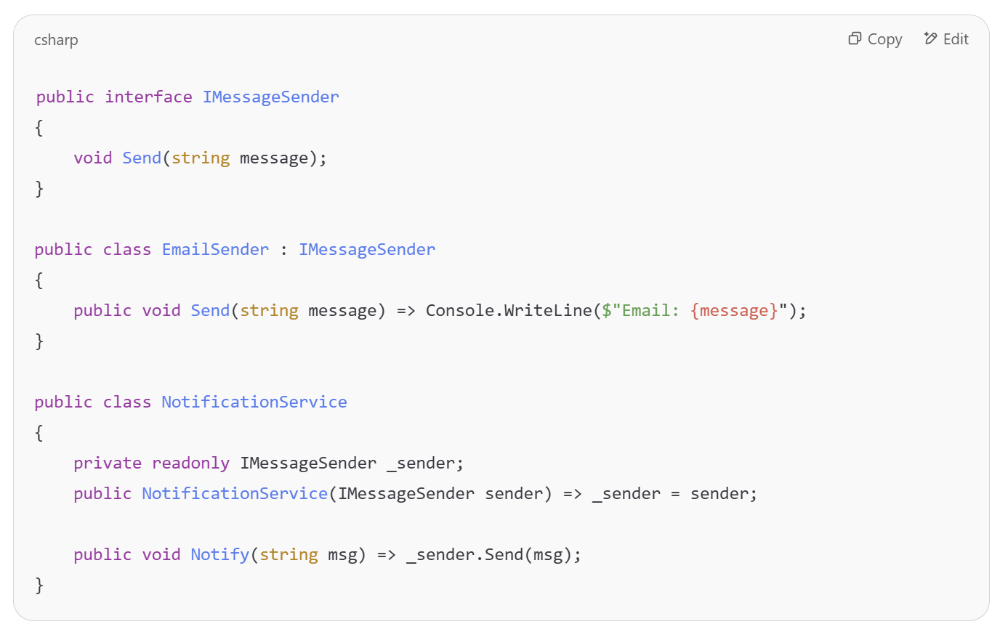 csharp
Copy
Edit
public interface IMessageSender
{
    void Send(string message);
}
public class EmailSender : IMessageSender
{
    public void Send(string message) => Console.WriteLine($"Email: {message}");
}
public class NotificationService
{
    private readonly IMessageSender _sender;
    public NotificationService(IMessageSender sender) => _sender = sender;
    public void Notify(string msg) => _sender.Send(msg);
}